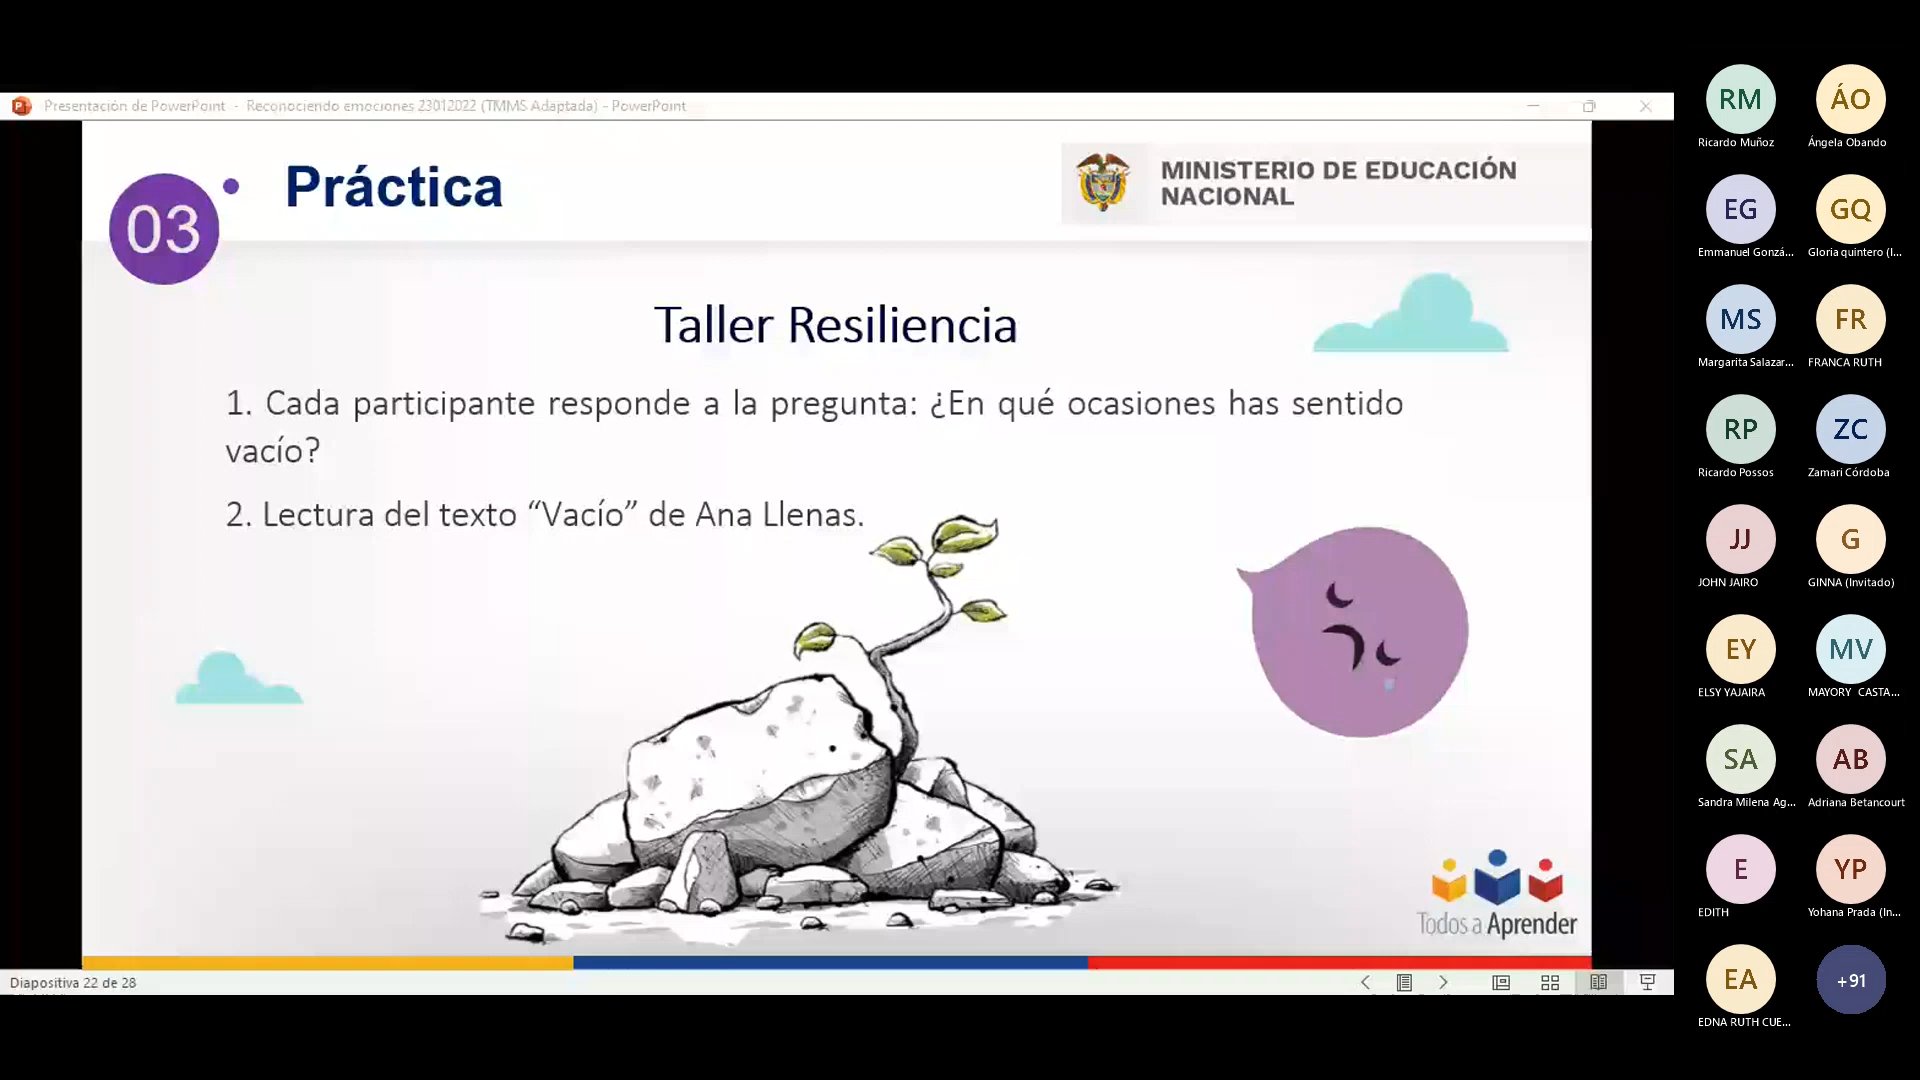 Presentación de PowerPoint - Reconociendo emociones 23012022 (TMMS Adaptada) - PowerPoint
03
Práctica
MINISTERIO DE EDUCACIÓN
NACIONAL
Taller Resiliencia
1. Cada participante responde a la pregunta: ¿En qué ocasiones has sentido
vacío?
2. Lectura del texto “Vacío” de Ana Llenas.
Todos a Aprender
Diapositiva 22 de 28
RM
Ricardo Muñoz
ÁO
Ángela Obando
EG
Emmanuel Gonzá...
GQ
Gloria quintero (I...
MS
Margarita Salazar...
FR
FRANCA RUTH
RP
Ricardo Possos
ZC
Zamari Córdoba
JJ
JOHN JAIRO
G
GINNA (Invitado)
EY
ELSY YAJAIRA
MV
MAYORY CASTA...
SA
Sandra Milena Ag...
AB
Adriana Betancourt
E
EDITH
YP
Yohana Prada (In...
EA
EDNA RUTH CUE...
+91